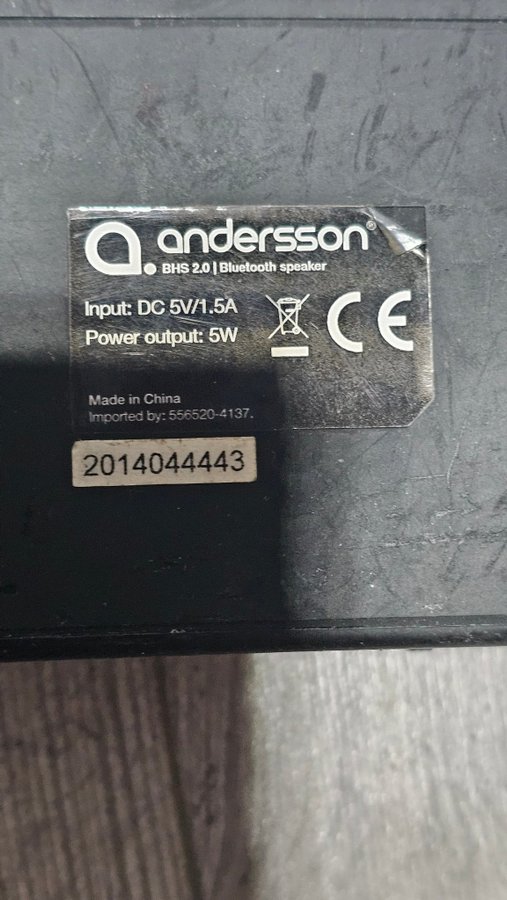 a. andersson®
BHS 2.0 | Bluetooth speaker
Input: DC 5V/1.5A
Power output: 5W
CE
Made in China
Imported by: 556520-4137.
2014044443